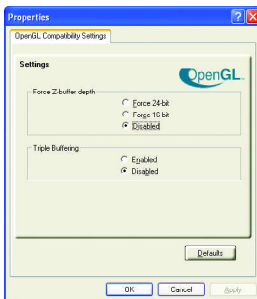 Properties
OpenGL Compatibility Settings
Settings
OpenGL
Force Z-buffer depth
Force 24-bit
Force 16 bit
Disabled
Triple Buffering
Enabled
Disabled
Defaults
OK
Cancel
Apply